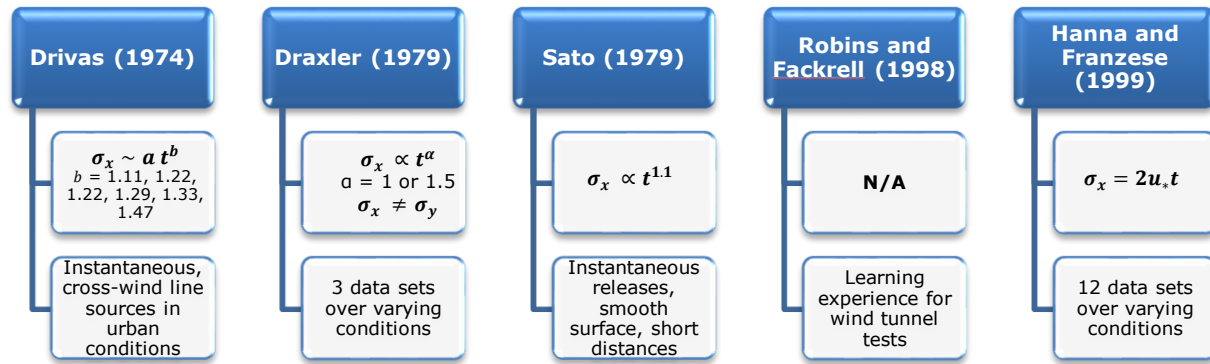 Drivas (1974)
σₓ ~ a tᵇ
b = 1.11, 1.22,
1.22, 1.29, 1.33,
1.47
Instantaneous,
cross-wind line
sources in
urban
conditions
Draxler (1979)
σₓ ∝ t^α
α = 1 or 1.5
σₓ ≠ σᵧ
3 data sets
over varying
conditions
Sato (1979)
σₓ ∝ t¹·¹
Instantaneous
releases,
smooth
surface, short
distances
Robins and
Fackrell (1998)
N/A
Learning
experience for
wind tunnel
tests
Hanna and
Franzese
(1999)
σₓ = 2u⁎t
12 data sets
over varying
conditions